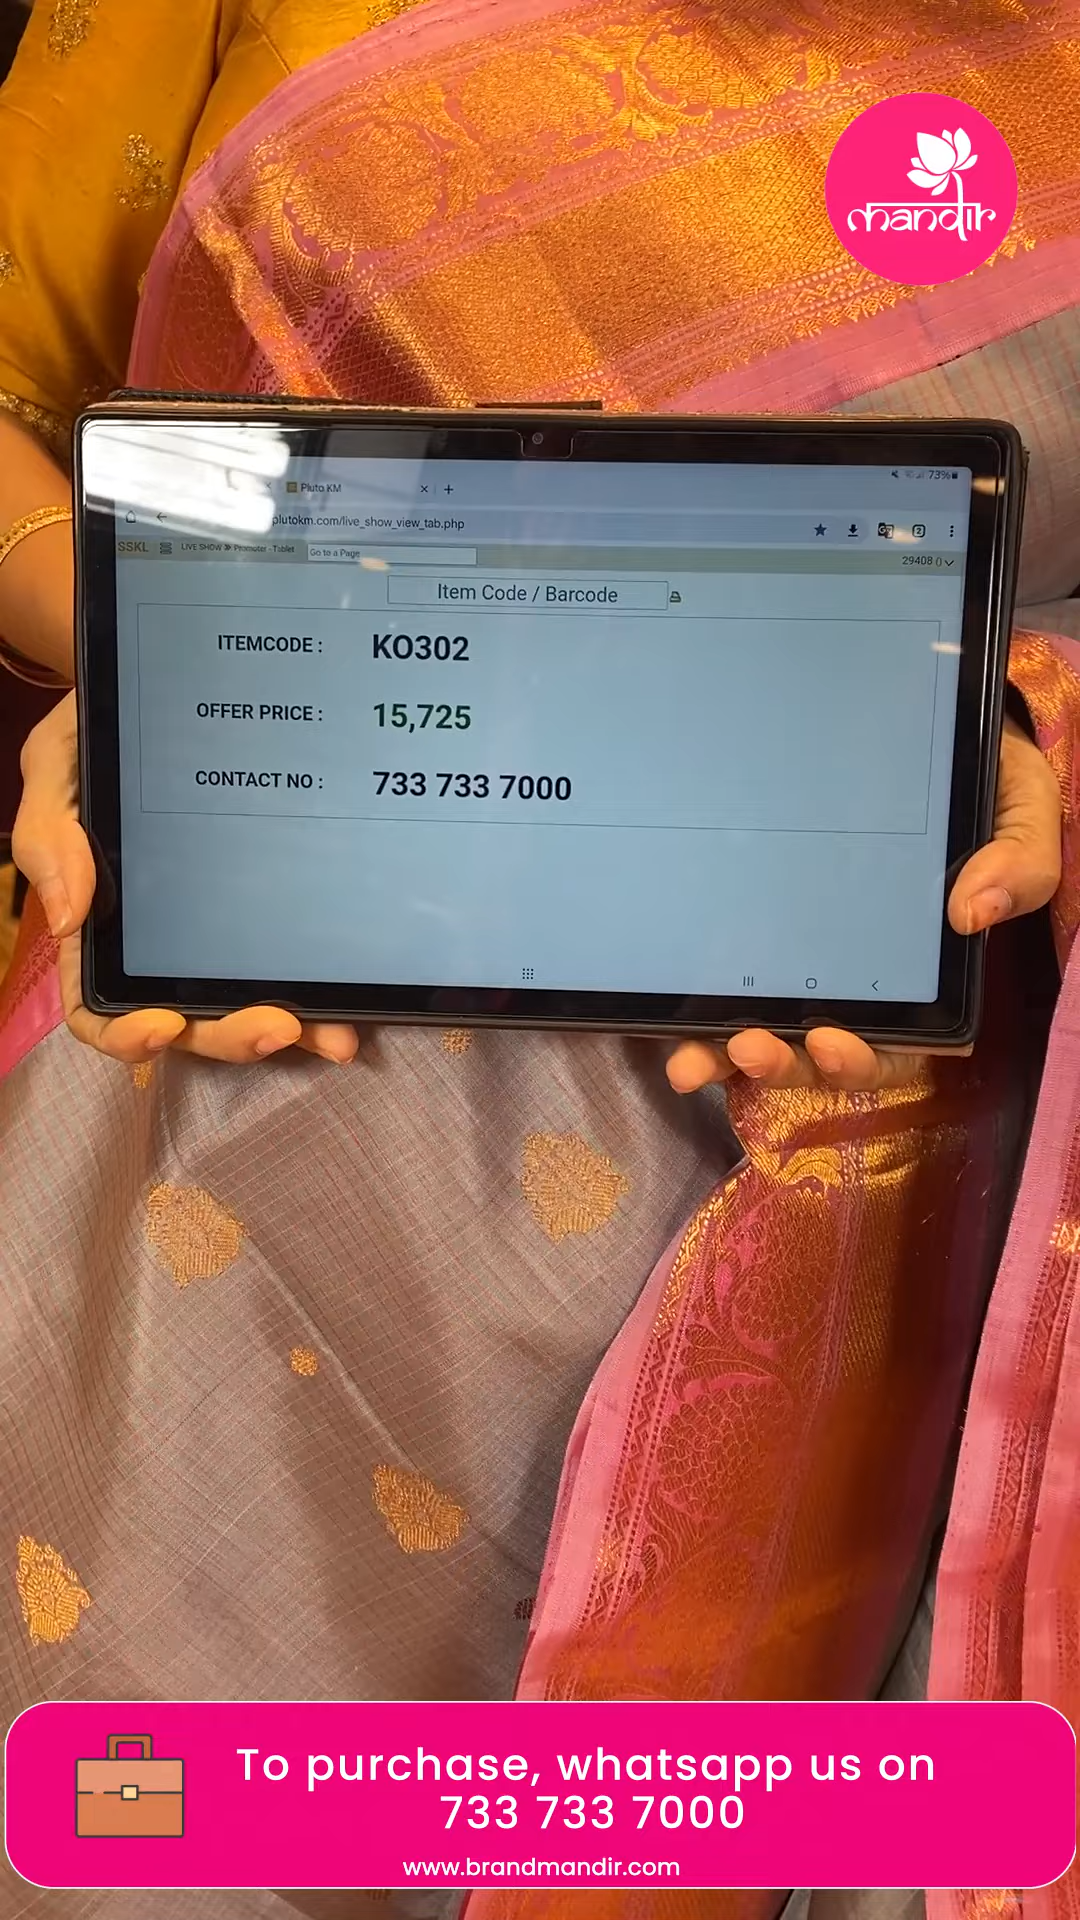 mandir
Pluto KM
73%
plutokm.com/live_show_view_tab.php
2
SSKL
LIVE SHOW » Promoter - Tablet
Go to a Page
29408 ()
Item Code / Barcode
ITEMCODE : KO302
OFFER PRICE : 15,725
CONTACT NO : 733 733 7000
To purchase, whatsapp us on
733 733 7000
www.brandmandir.com